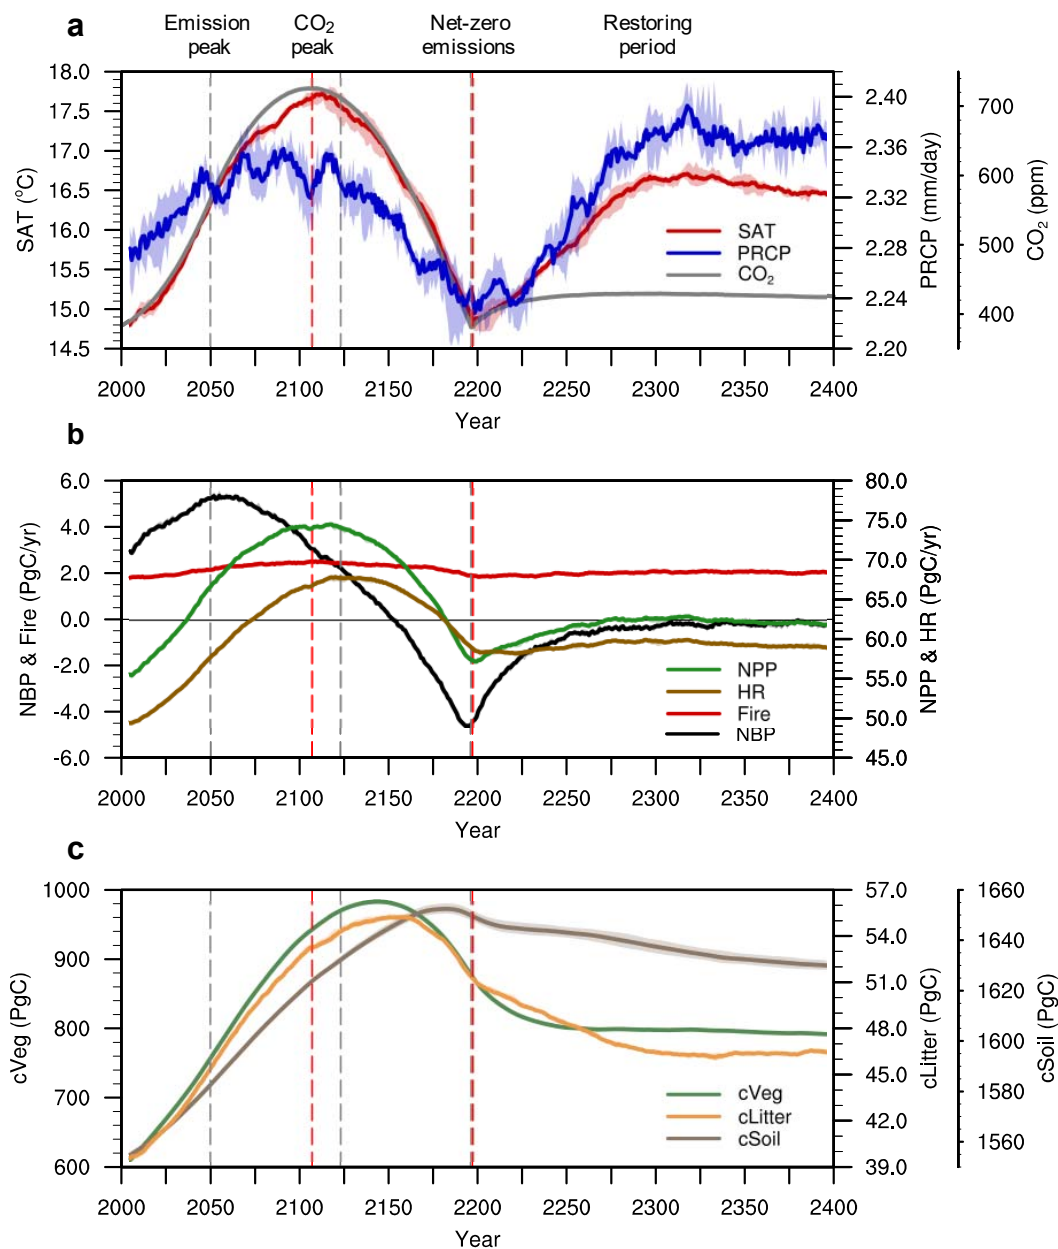 a
Emission peak
CO2 peak
Net-zero emissions
Restoring period
18.0
17.5
17.0
16.5
16.0
15.5
15.0
14.5
SAT (oC)
2.40
2.36
2.32
2.28
2.24
2.20
PRCP (mm/day)
700
600
500
400
CO2 (ppm)
SAT
PRCP
CO2
2000 2050 2100 2150 2200 2250 2300 2350 2400
Year
b
6.0
4.0
2.0
0.0
-2.0
-4.0
-6.0
NBP & Fire (PgC/yr)
80.0
75.0
70.0
65.0
60.0
55.0
50.0
45.0
NPP & HR (PgC/yr)
NPP
HR
Fire
NBP
2000 2050 2100 2150 2200 2250 2300 2350 2400
Year
c
1000
900
800
700
600
cVeg (PgC)
57.0
54.0
51.0
48.0
45.0
42.0
39.0
cLitter (PgC)
1660
1640
1620
1600
1580
1560
cSoil (PgC)
cVeg
cLitter
cSoil
2000 2050 2100 2150 2200 2250 2300 2350 2400
Year